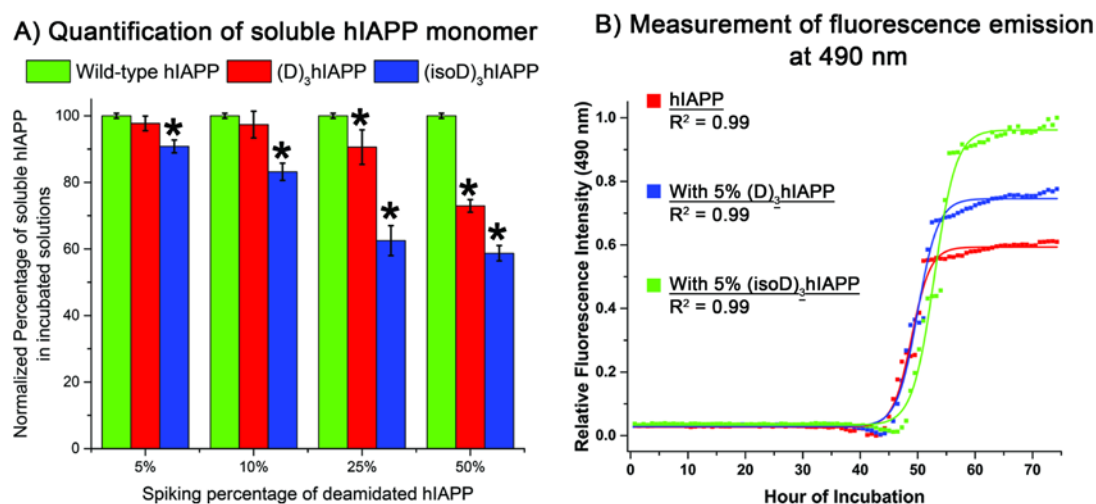 A) Quantification of soluble hIAPP monomer
Wild-type hIAPP (D)₃hIAPP (isoD)₃hIAPP
Normalized Percentage of soluble hIAPP
in incubated solutions
100
80
60
40
20
0
* * * * * *
5% 10% 25% 50%
Spiking percentage of deamidated hIAPP
B) Measurement of fluorescence emission
at 490 nm
hIAPP
R² = 0.99
With 5% (D)₃hIAPP
R² = 0.99
With 5% (isoD)₃hIAPP
R² = 0.99
Relative Fluorescence Intensity (490 nm)
1.0
0.8
0.6
0.4
0.2
0.0
0 10 20 30 40 50 60 70
Hour of Incubation